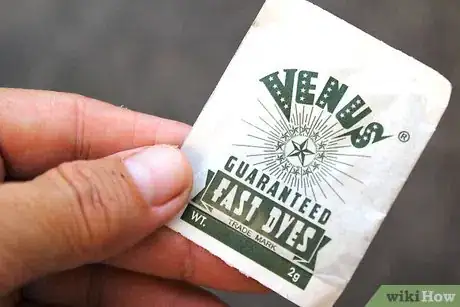 VENUS ®
GUARANTEED
FAST DYES
TRADE MARK
WT. 2g
wikiHow